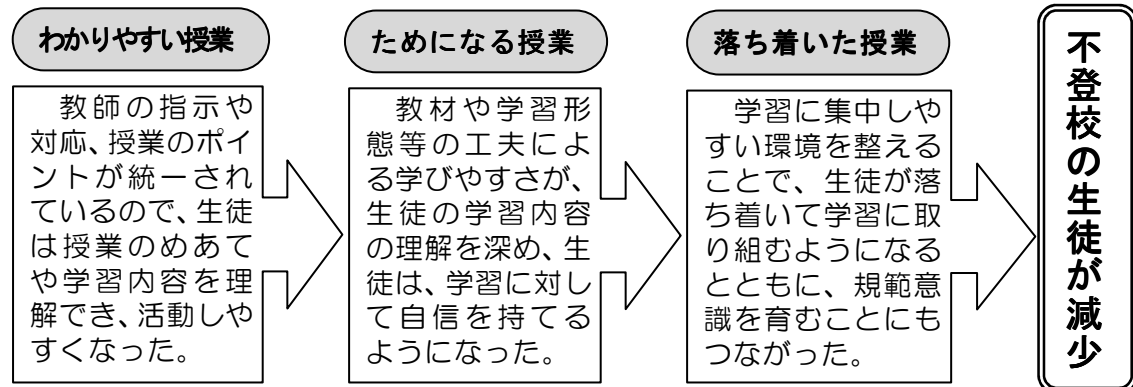 わかりやすい授業
教師の指示や
対応、授業のポイ
ントが統一され
ているので、生徒
は授業のめあて
や学習内容を理
解でき、活動しや
すくなった。
ためになる授業
教材や学習形
態等の工夫によ
る学びやすさが、
生徒の学習内容
の理解を深め、生
徒は、学習に対し
て自信を持てる
ようになった。
落ち着いた授業
学習に集中しや
すい環境を整える
ことで、生徒が落
ち着いて学習に取
り組むようになる
とともに、規範意
識を育むことにも
つながった。
不登校の生徒が減少